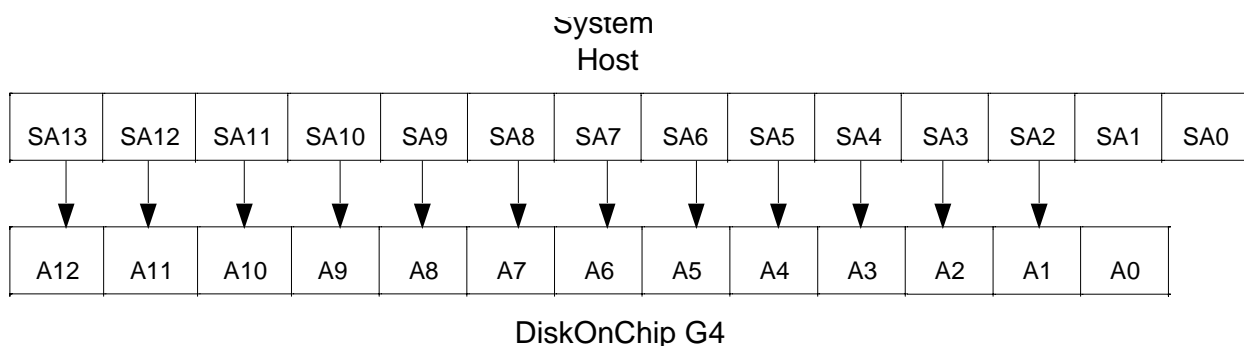 System
Host
SA13 SA12 SA11 SA10 SA9 SA8 SA7 SA6 SA5 SA4 SA3 SA2 SA1 SA0
A12 A11 A10 A9 A8 A7 A6 A5 A4 A3 A2 A1 A0
DiskOnChip G4